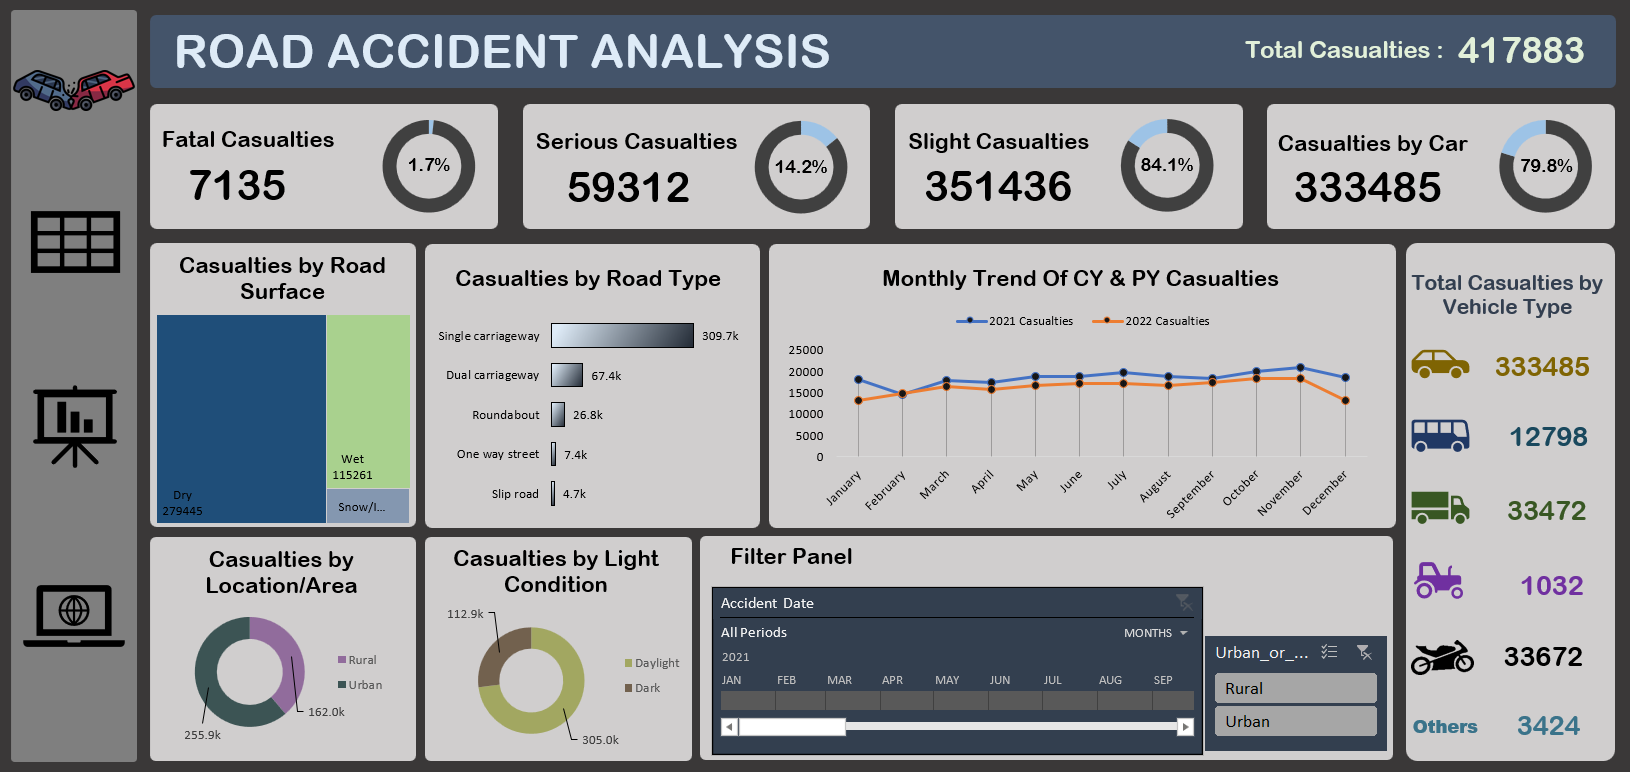 ROAD ACCIDENT ANALYSIS
Total Casualties : 417883
Fatal Casualties
7135
1.7%
Serious Casualties
59312
14.2%
Slight Casualties
351436
84.1%
Casualties by Car
333485
79.8%
Casualties by Road
Surface
Dry
279445
Wet
115261
Snow/I...
Casualties by Road Type
Single carriageway 309.7k
Dual carriageway 67.4k
Roundabout 26.8k
One way street 7.4k
Slip road 4.7k
Monthly Trend Of CY & PY Casualties
2021 Casualties 2022 Casualties
25000
20000
15000
10000
5000
0
January February March April May June July August September October November December
Total Casualties by
Vehicle Type
333485
12798
33472
1032
33672
Others 3424
Casualties by
Location/Area
Rural
Urban
162.0k
255.9k
Casualties by Light
Condition
112.9k
Daylight
Dark
305.0k
Filter Panel
Accident Date
All Periods MONTHS
2021
JAN FEB MAR APR MAY JUN JUL AUG SEP
Urban_or_...
Rural
Urban